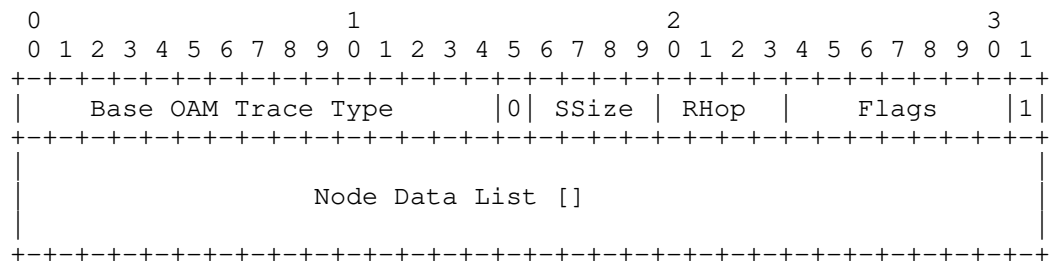 0                   1                   2                   3
 0 1 2 3 4 5 6 7 8 9 0 1 2 3 4 5 6 7 8 9 0 1 2 3 4 5 6 7 8 9 0 1
+-+-+-+-+-+-+-+-+-+-+-+-+-+-+-+-+-+-+-+-+-+-+-+-+-+-+-+-+-+-+-+-+
|    Base OAM Trace Type      |0| SSize | RHop  |    Flags    |1|
+-+-+-+-+-+-+-+-+-+-+-+-+-+-+-+-+-+-+-+-+-+-+-+-+-+-+-+-+-+-+-+-+
|                                                               |
|                  Node Data List []                            |
|                                                               |
+-+-+-+-+-+-+-+-+-+-+-+-+-+-+-+-+-+-+-+-+-+-+-+-+-+-+-+-+-+-+-+-+